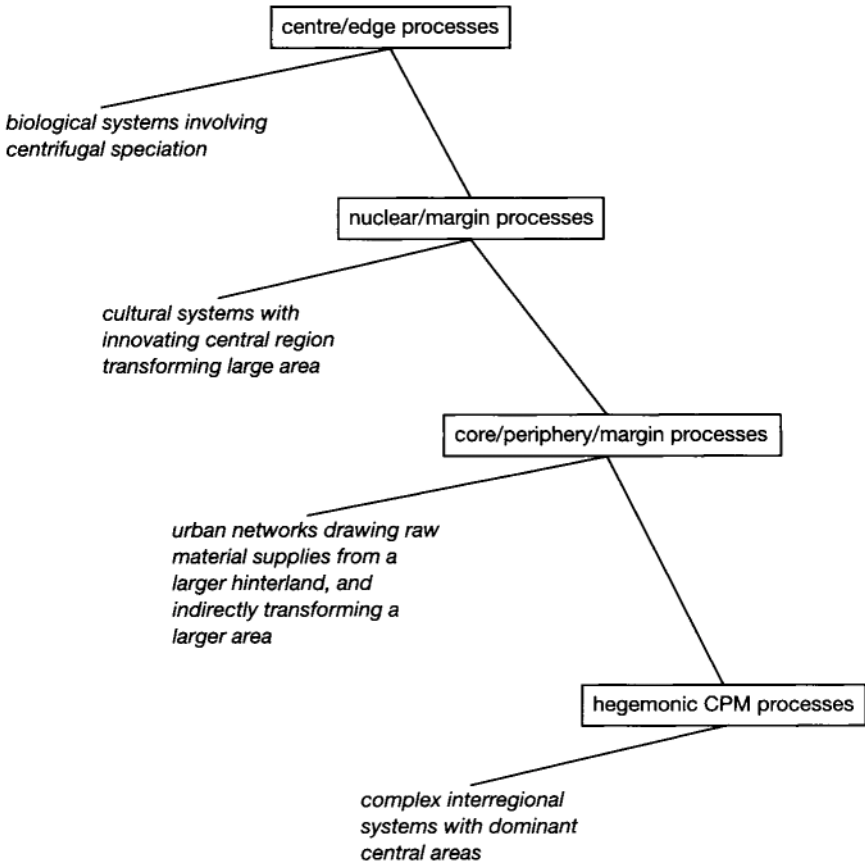 centre/edge processes
biological systems involving
centrifugal speciation
nuclear/margin processes
cultural systems with
innovating central region
transforming large area
core/periphery/margin processes
urban networks drawing raw
material supplies from a
larger hinterland, and
indirectly transforming a
larger area
hegemonic CPM processes
complex interregional
systems with dominant
central areas